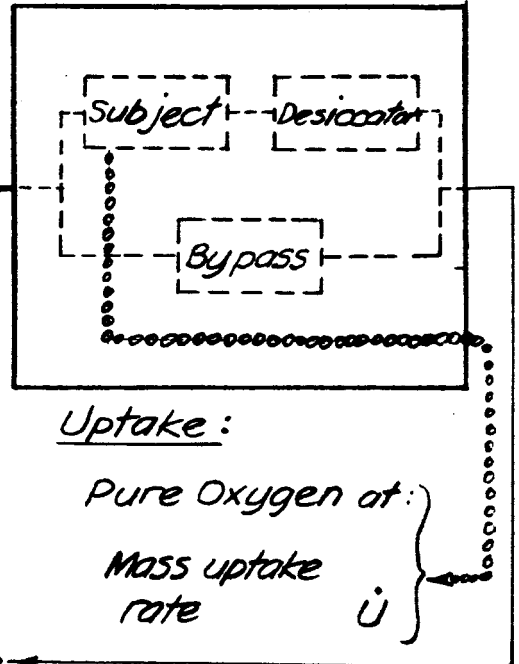 Subject
Desiccator
Bypass
Uptake:
Pure Oxygen at:
Mass uptake
rate U̇